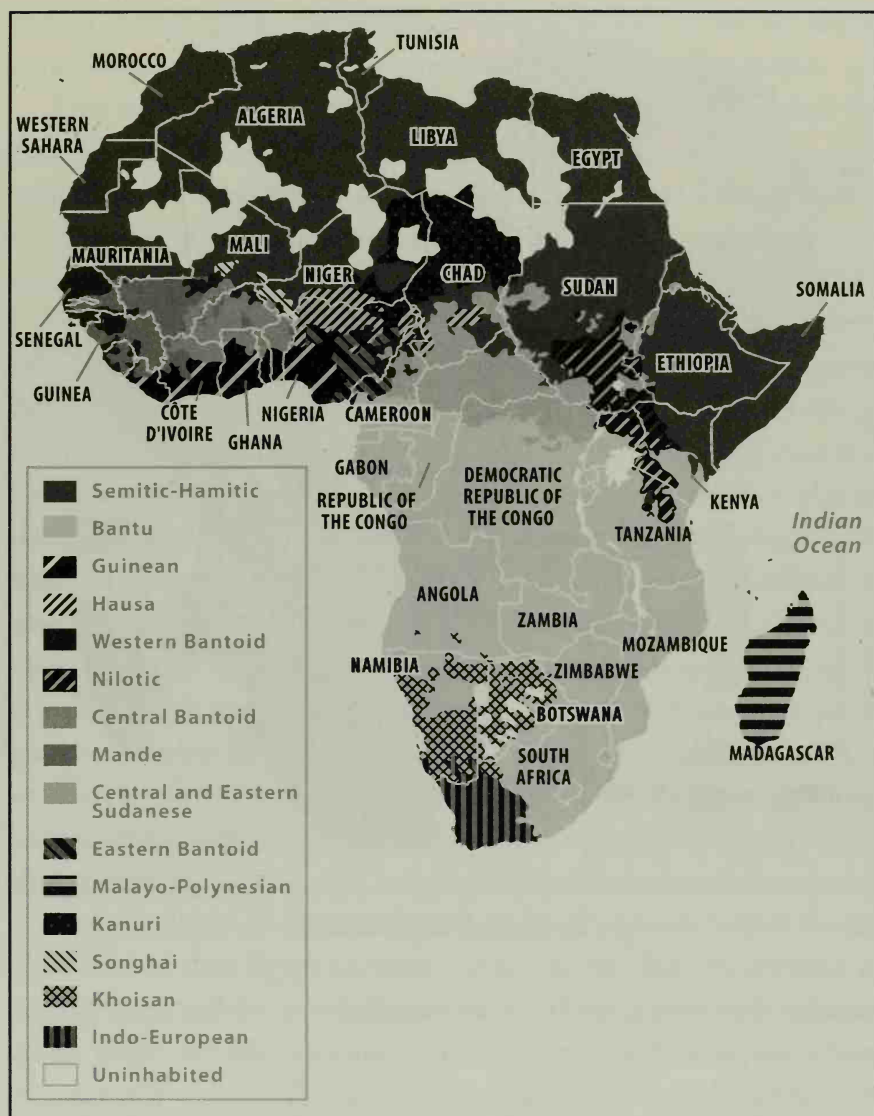 TUNISIA
MOROCCO
ALGERIA
WESTERN
SAHARA
LIBYA
EGYPT
MAURITANIA
MALI
NIGER
CHAD
SUDAN
SOMALIA
SENEGAL
ETHIOPIA
GUINEA
CÔTE
D'IVOIRE
GHANA
NIGERIA
CAMEROON
GABON
REPUBLIC OF
THE CONGO
DEMOCRATIC
REPUBLIC OF
THE CONGO
KENYA
TANZANIA
Indian
Ocean
ANGOLA
ZAMBIA
MOZAMBIQUE
NAMIBIA
ZIMBABWE
BOTSWANA
SOUTH
AFRICA
MADAGASCAR
Semitic-Hamitic
Bantu
Guinean
Hausa
Western Bantoid
Nilotic
Central Bantoid
Mande
Central and Eastern
Sudanese
Eastern Bantoid
Malayo-Polynesian
Kanuri
Songhai
Khoisan
Indo-European
Uninhabited